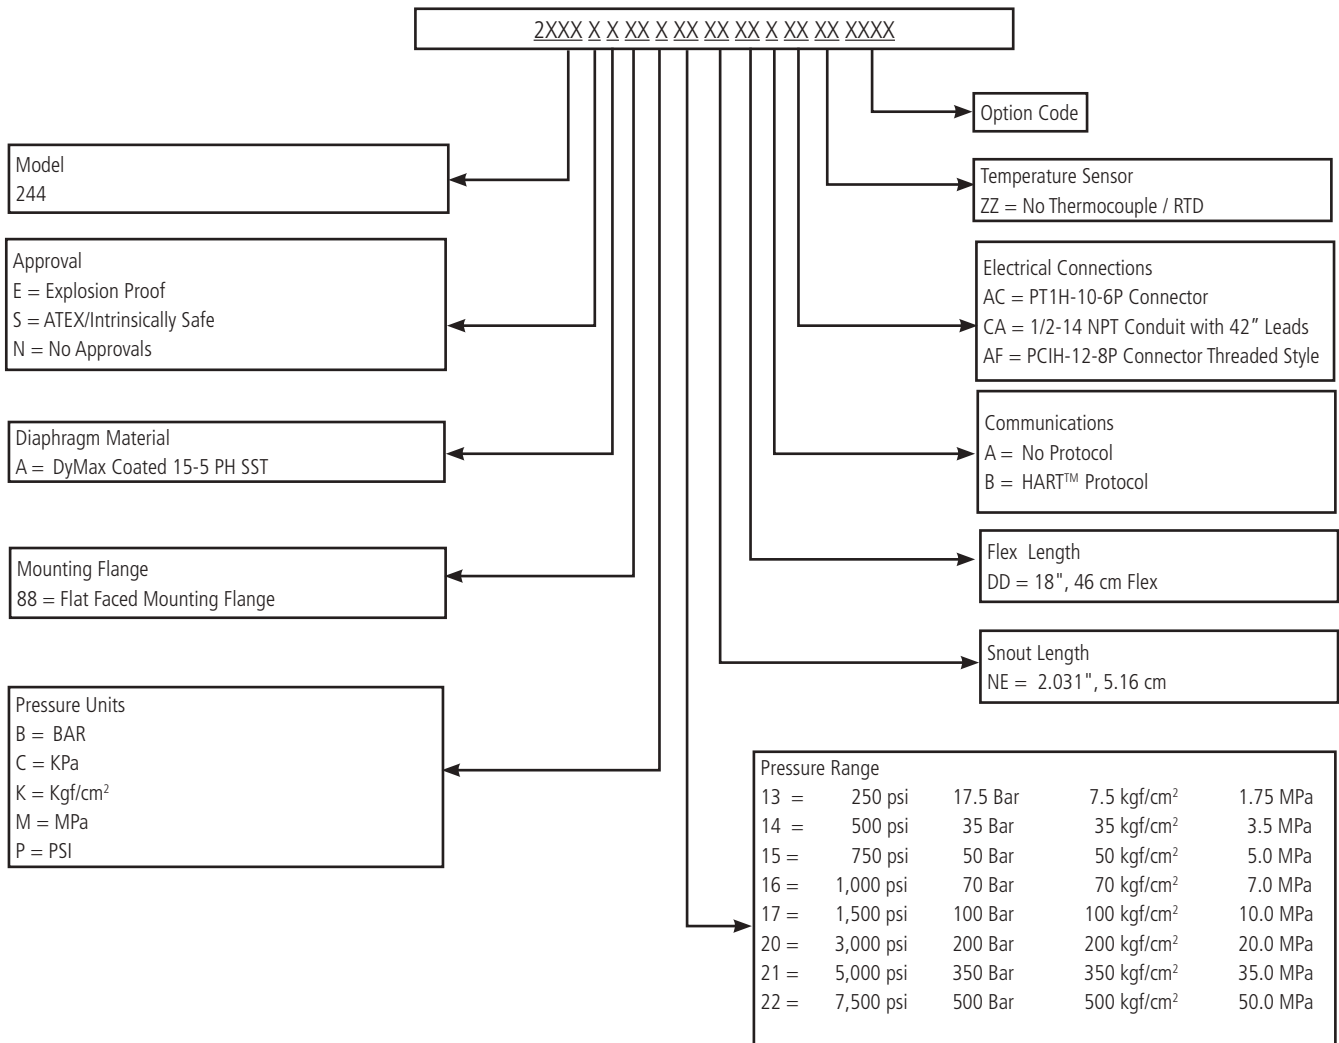 2XXX X X XX X XX XX XX X XX XX XXXX
Model
244
Approval
E = Explosion Proof
S = ATEX/Intrinsically Safe
N = No Approvals
Diaphragm Material
A = DyMax Coated 15-5 PH SST
Mounting Flange
88 = Flat Faced Mounting Flange
Pressure Units
B = BAR
C = KPa
K = Kgf/cm²
M = MPa
P = PSI
Option Code
Temperature Sensor
ZZ = No Thermocouple / RTD
Electrical Connections
AC = PT1H-10-6P Connector
CA = 1/2-14 NPT Conduit with 42” Leads
AF = PCIH-12-8P Connector Threaded Style
Communications
A = No Protocol
B = HART™ Protocol
Flex Length
DD = 18", 46 cm Flex
Snout Length
NE = 2.031", 5.16 cm
Pressure Range
13 = 250 psi 17.5 Bar 7.5 kgf/cm² 1.75 MPa
14 = 500 psi 35 Bar 35 kgf/cm² 3.5 MPa
15 = 750 psi 50 Bar 50 kgf/cm² 5.0 MPa
16 = 1,000 psi 70 Bar 70 kgf/cm² 7.0 MPa
17 = 1,500 psi 100 Bar 100 kgf/cm² 10.0 MPa
20 = 3,000 psi 200 Bar 200 kgf/cm² 20.0 MPa
21 = 5,000 psi 350 Bar 350 kgf/cm² 35.0 MPa
22 = 7,500 psi 500 Bar 500 kgf/cm² 50.0 MPa